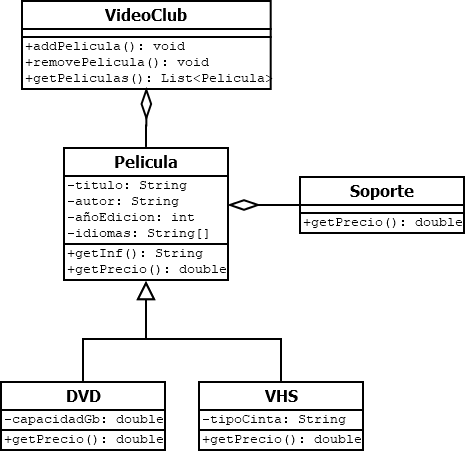 VideoClub
+addPelicula(): void
+removePelicula(): void
+getPeliculas(): List<Pelicula>
Pelicula
-titulo: String
-autor: String
-añoEdicion: int
-idiomas: String[]
+getInf(): String
+getPrecio(): double
Soporte
+getPrecio(): double
DVD
-capacidadGb: double
+getPrecio(): double
VHS
-tipoCinta: String
+getPrecio(): double